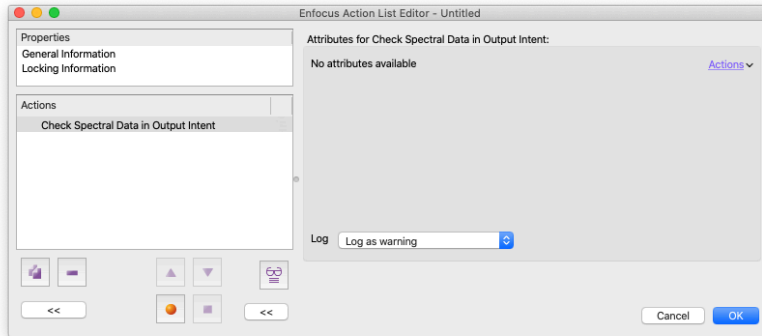 Enfocus Action List Editor - Untitled
Properties
General Information
Locking Information
Actions
Check Spectral Data in Output Intent
<<
<<
Attributes for Check Spectral Data in Output Intent:
No attributes available
Actions
Log
Log as warning
Cancel
OK